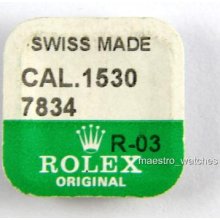 SWISS MADE
CAL.1530
7834
R-03
maestro_watches
ROLEX
ORIGINAL